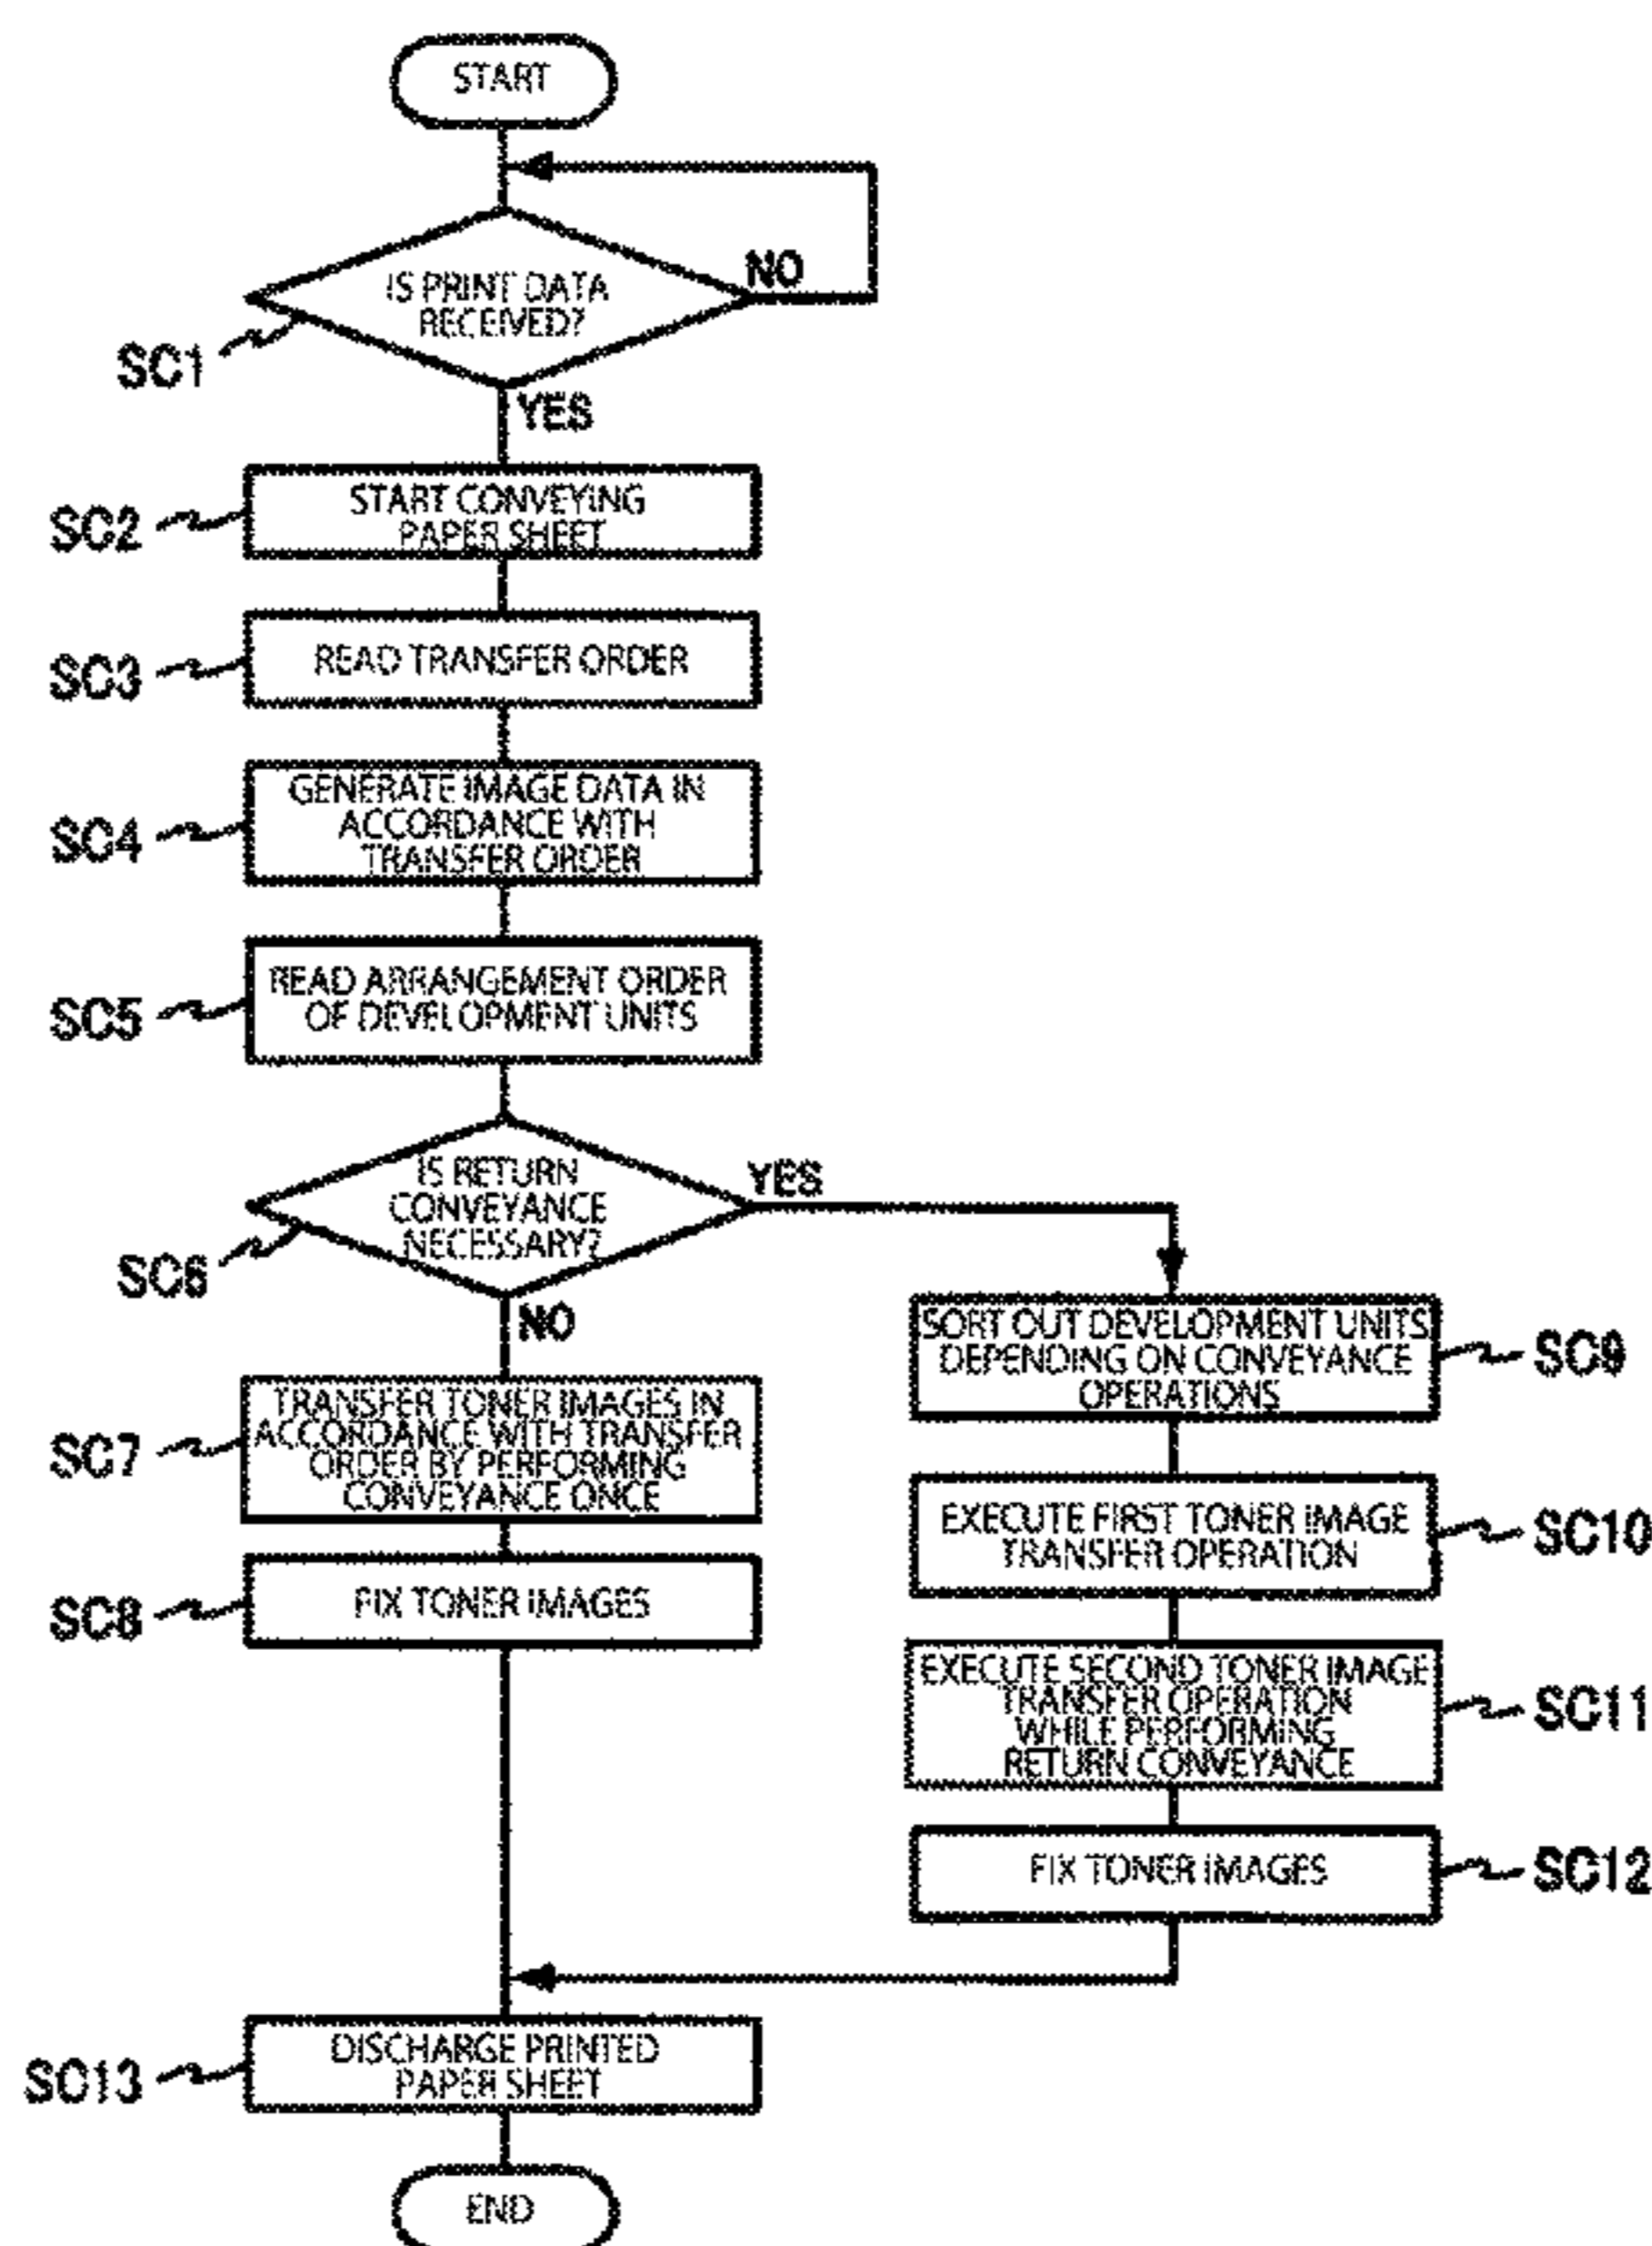 START
IS PRINT DATA
RECEIVED?
NO
SC1
YES
SC2
START CONVEYING
PAPER SHEET
SC3
READ TRANSFER ORDER
SC4
GENERATE IMAGE DATA IN
ACCORDANCE WITH
TRANSFER ORDER
SC5
READ ARRANGEMENT ORDER
OF DEVELOPMENT UNITS
IS RETURN
CONVEYANCE
NECESSARY?
YES
SC6
NO
SC7
TRANSFER TONER IMAGES IN
ACCORDANCE WITH TRANSFER
ORDER BY PERFORMING
CONVEYANCE ONCE
SC8
FIX TONER IMAGES
SORT OUT DEVELOPMENT UNITS
DEPENDING ON CONVEYANCE
OPERATIONS
SC9
EXECUTE FIRST TONER IMAGE
TRANSFER OPERATION
SC10
EXECUTE SECOND TONER IMAGE
TRANSFER OPERATION
WHILE PERFORMING
RETURN CONVEYANCE
SC11
FIX TONER IMAGES
SC12
SC13
DISCHARGE PRINTED
PAPER SHEET
END